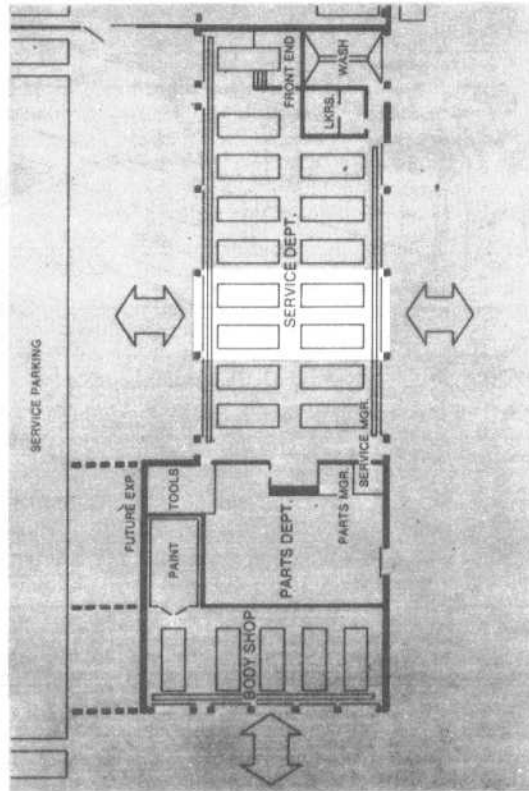 SERVICE PARKING
FUTURE EXP.
TOOLS
PAINT
BODY SHOP
PARTS DEPT.
PARTS MGR.
SERVICE MGR.
SERVICE DEPT.
FRONT END
LKRS.
WASH